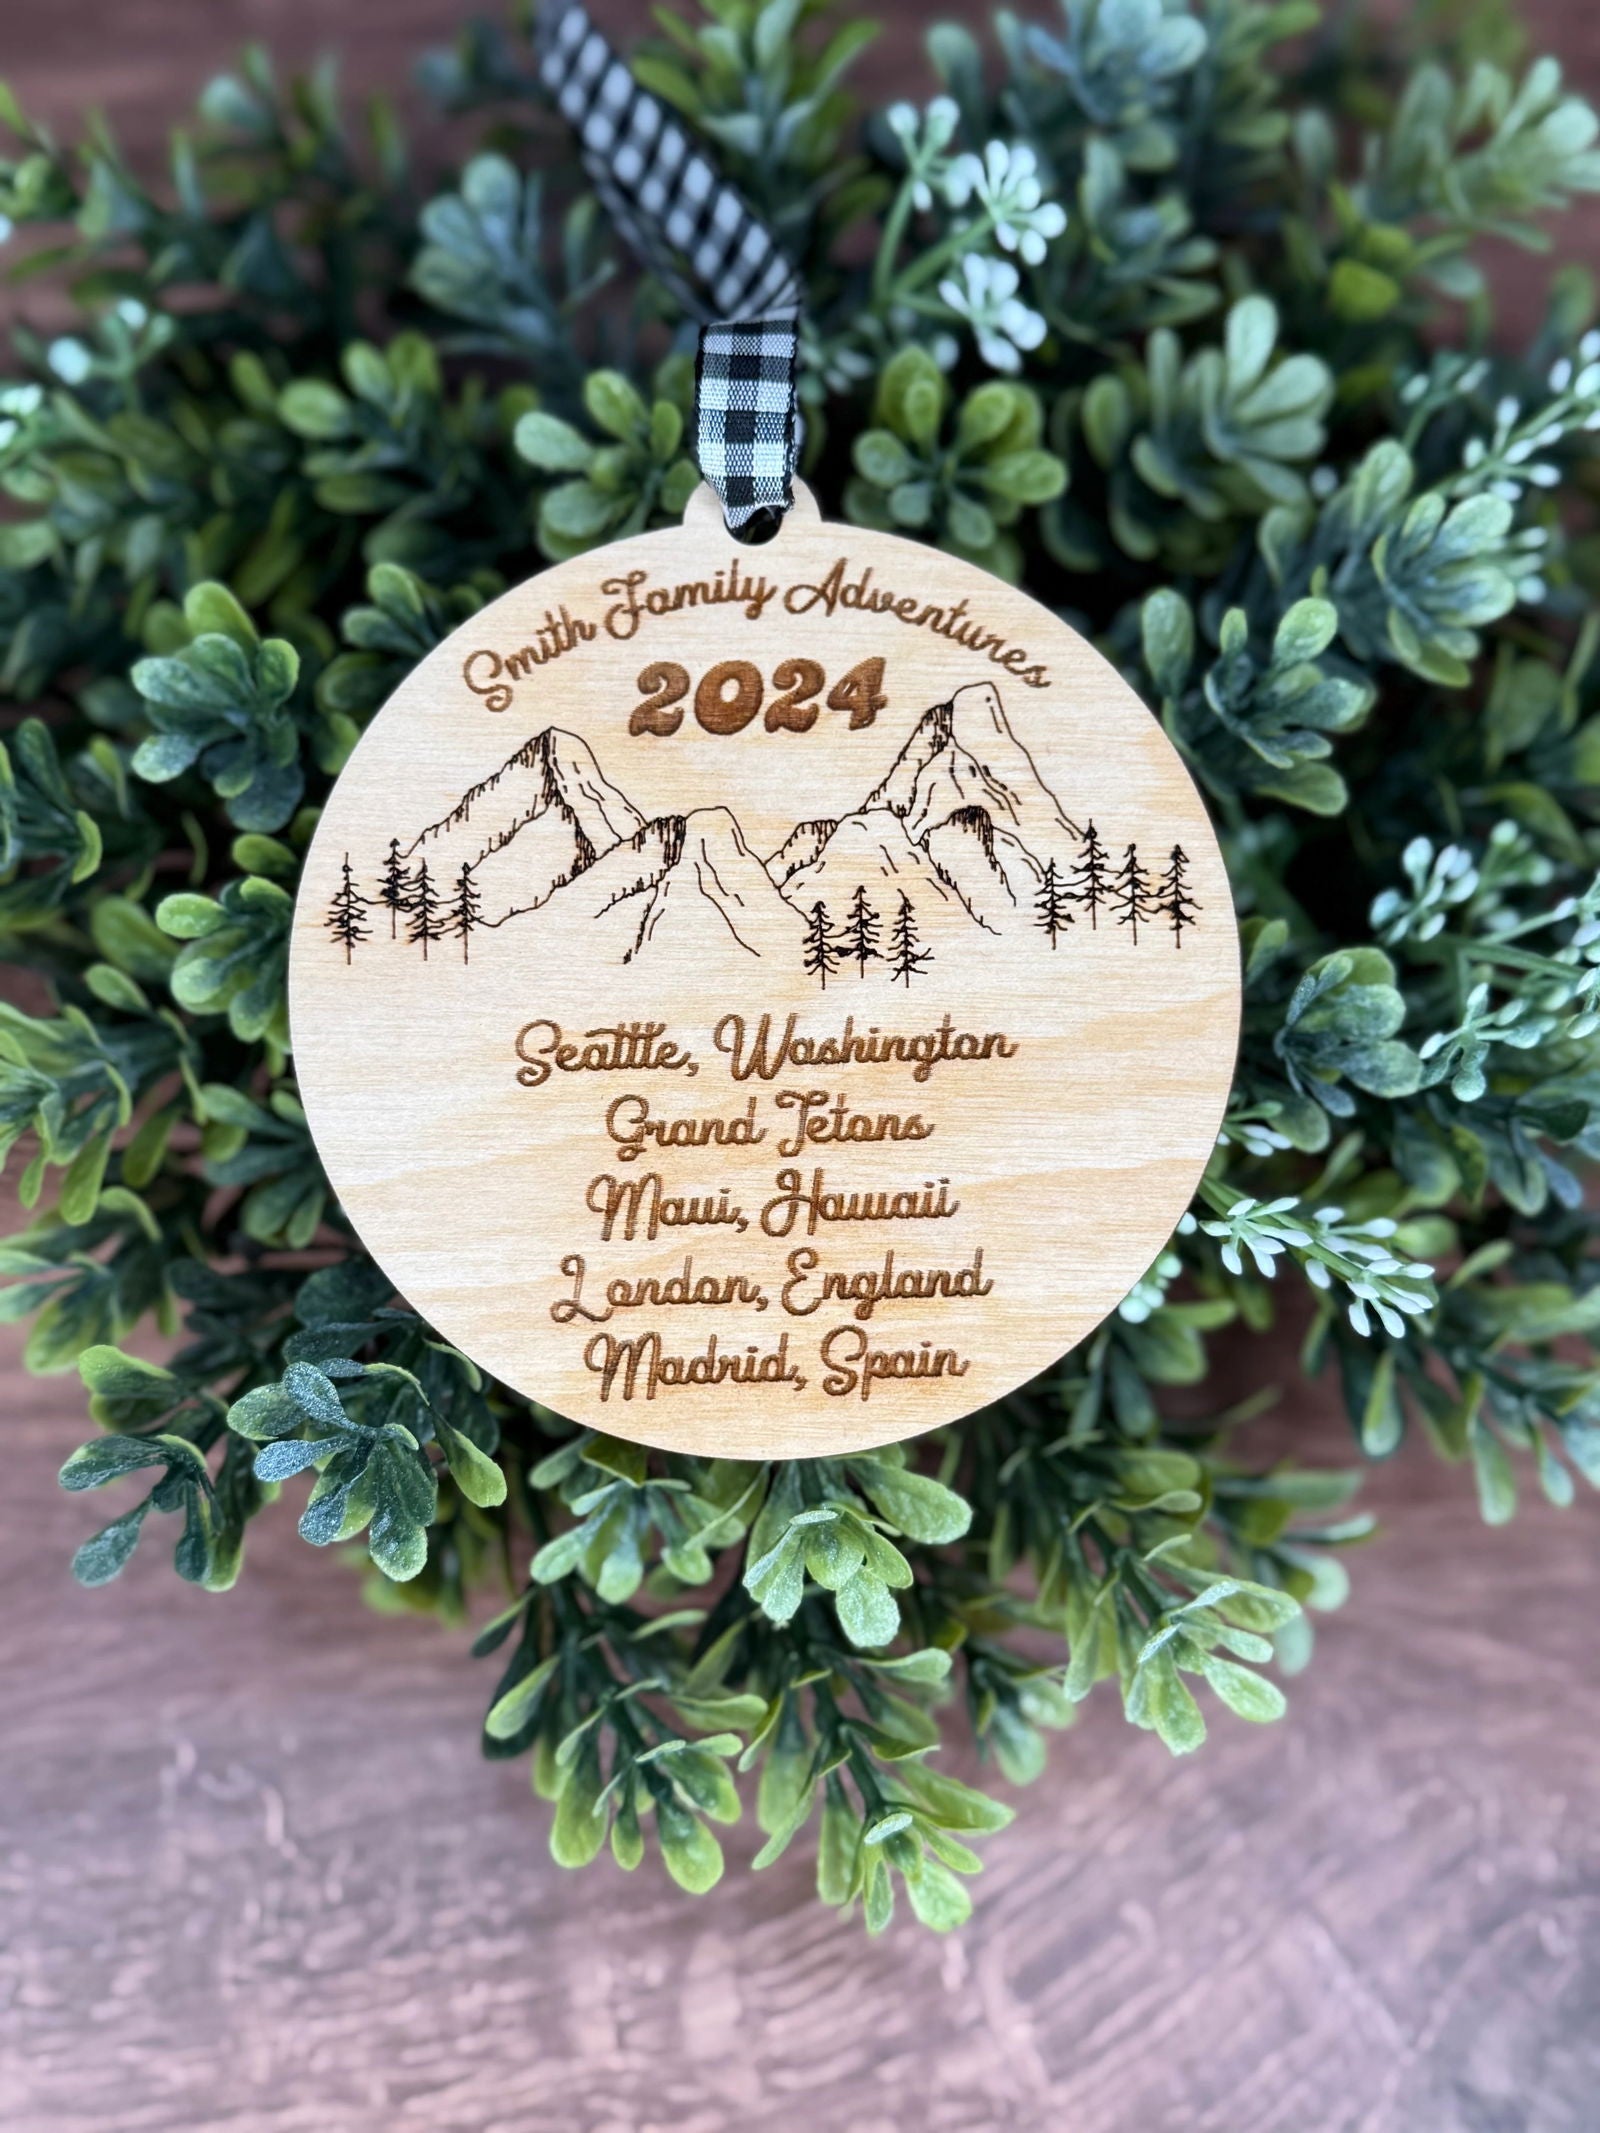 Smith Family Adventures
2024
Seattle, Washington
Grand Tetons
Maui, Hawaii
London, England
Madrid, Spain